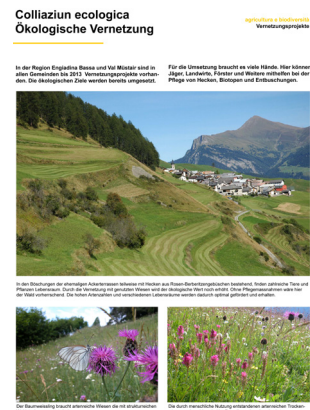 Colliaziun ecologica
Ökologische Vernetzung
agricultura e biodiversità
Vernetzungsprojekte
In der Region Engiadina Bassa und Val Müstair sind in
allen Gemeinden bis 2013 Vernetzungsprojekte vorhan-
den. Die ökologischen Ziele werden bereits umgesetzt.
Für die Umsetzung braucht es viele Hände. Hier können
Jäger, Landwirte, Förster und Weitere mithelfen bei der
Pflege von Hecken, Biotopen und Entbuschungen.
In den Böschungen der ehemaligen Ackerterrassen teilweise mit Hecken aus Rosen-Berberitzengebüschen bestehend, finden zahlreiche Tiere und
Pflanzen Lebensraum. Durch die Vernetzung mit genutzten Wiesen wird der ökologische Wert noch erhöht. Ohne Pflegemassnahmen wäre hier
der Wald vorherrschend. Die hohen Artenzahlen und verschiedenen Lebensräume werden dadurch optimal gefördert und erhalten.
Der Baumweissling braucht artenreiche Wiesen die mit strukturreichen
Die durch menschliche Nutzung entstandenen artenreichen Trocken-